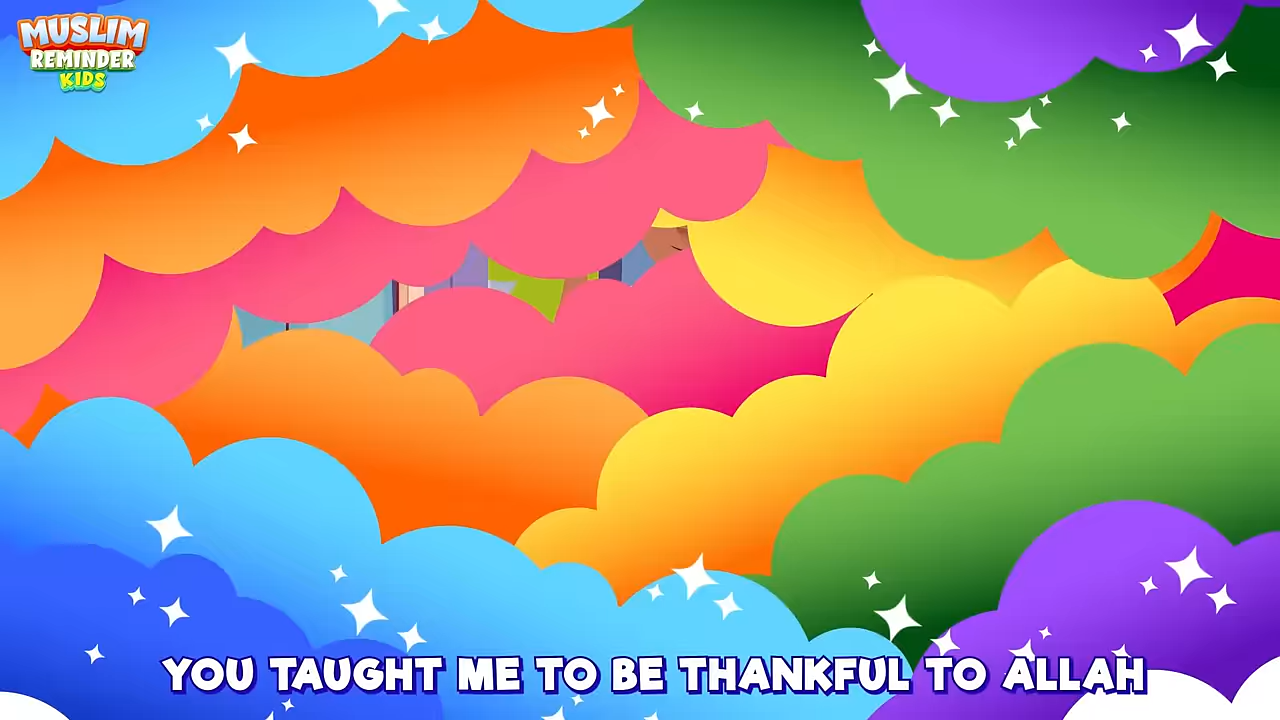 MUSLIM
REMINDER
KIDS
YOU TAUGHT ME TO BE THANKFUL TO ALLAH